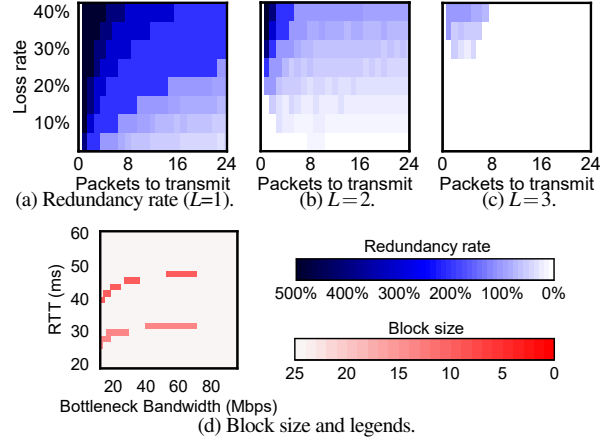 40%
30%
20%
10%
Loss rate
0 8 16 24
0 8 16 24
0 8 16 24
Packets to transmit
Packets to transmit
Packets to transmit
(a) Redundancy rate (L=1).
(b) L=2.
(c) L=3.
60
50
40
30
20
RTT (ms)
20 40 60 80
Bottleneck Bandwidth (Mbps)
Redundancy rate
500% 400% 300% 200% 100% 0%
Block size
25 20 15 10 5 0
(d) Block size and legends.